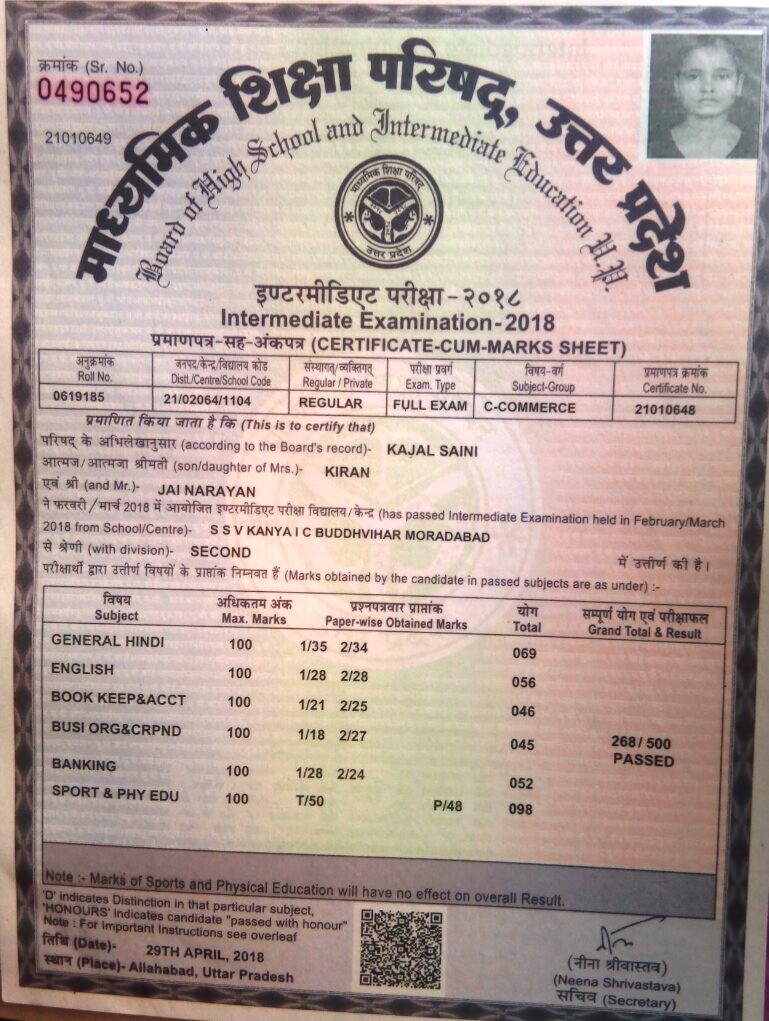 क्रमांक (Sr. No.)
0490652
21010649
माध्यमिक शिक्षा परिषद्, उत्तर प्रदेश
Board of High School and Intermediate Education U.P.
माध्यमिक शिक्षा परिषद्
उत्तर प्रदेश
इण्टरमीडिएट परीक्षा - २०१८
Intermediate Examination - 2018
प्रमाणपत्र-सह-अंकपत्र (CERTIFICATE-CUM-MARKS SHEET)
अनुक्रमांक जनपद/केन्द्र/विद्यालय कोड संस्थागत/व्यक्तिगत परीक्षा प्रवर्ग विषय-वर्ग प्रमाणपत्र क्रमांक
Roll No. Distt./Centre/School Code Regular / Private Exam. Type Subject-Group Certificate No.
0619185 21/02064/1104 REGULAR FULL EXAM C-COMMERCE 21010648
प्रमाणित किया जाता है कि (This is to certify that)
परिषद् के अभिलेखानुसार (according to the Board's record)- KAJAL SAINI
आत्मज/आत्मजा श्रीमती (son/daughter of Mrs.)- KIRAN
एवं श्री (and Mr.)- JAI NARAYAN
ने फरवरी/मार्च 2018 में आयोजित इण्टरमीडिएट परीक्षा विद्यालय/केन्द्र (has passed Intermediate Examination held in February/March
2018 from School/Centre)- S S V KANYA I C BUDDHVIHAR MORADABAD
से श्रेणी (with division)- SECOND में उत्तीर्ण की है।
परीक्षार्थी द्वारा उत्तीर्ण विषयों के प्राप्तांक निम्नवत हैं (Marks obtained by the candidate in passed subjects are as under) :-
विषय अधिकतम अंक प्रश्नपत्रवार प्राप्तांक योग सम्पूर्ण योग एवं परीक्षाफल
Subject Max. Marks Paper-wise Obtained Marks Total Grand Total & Result
GENERAL HINDI 100 1/35 2/34 069
ENGLISH 100 1/28 2/28 056
BOOK KEEP&ACCT 100 1/21 2/25 046
BUSI ORG&CRPND 100 1/18 2/27 045 268/500
PASSED
BANKING 100 1/28 2/24 052
SPORT & PHY EDU 100 T/50 P/48 098
Note :- Marks of Sports and Physical Education will have no effect on overall Result.
'D' indicates Distinction in that particular subject,
'HONOURS' Indicates candidate "passed with honour"
Note : For Important Instructions see overleaf
तिथि (Date)- 29TH APRIL, 2018
स्थान (Place)- Allahabad, Uttar Pradesh
(नीना श्रीवास्तव)
(Neena Shrivastava)
सचिव (Secretary)